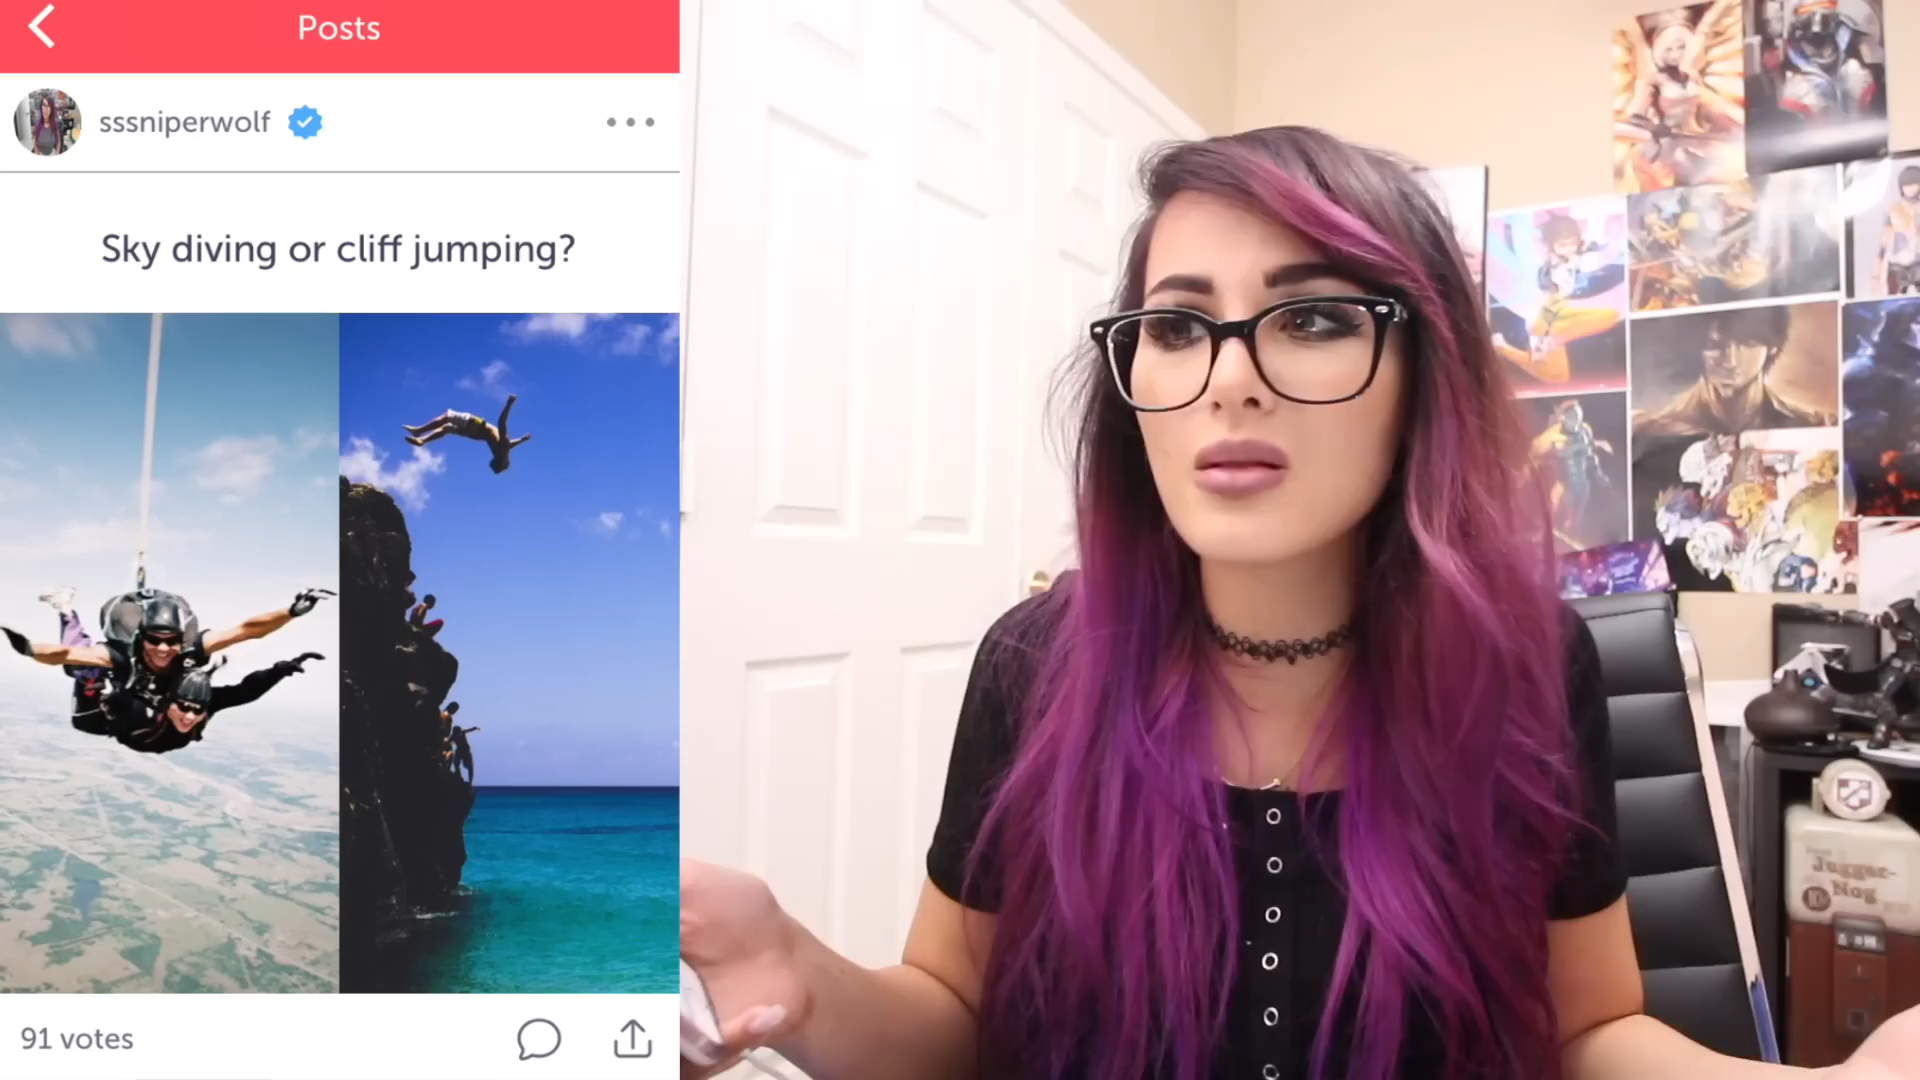 Posts
sssniperwolf
Sky diving or cliff jumping?
91 votes
Jugger-
Nog